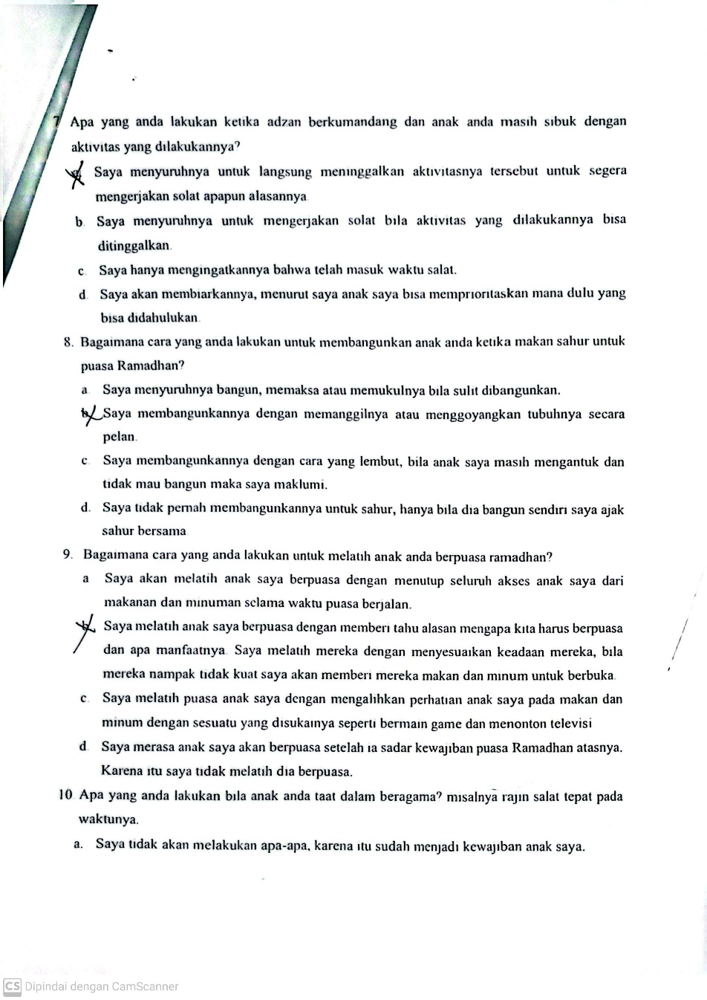 7 Apa yang anda lakukan ketika adzan berkumandang dan anak anda masih sibuk dengan
aktivitas yang dilakukannya?
a. Saya menyuruhnya untuk langsung meninggalkan aktivitasnya tersebut untuk segera
mengerjakan solat apapun alasannya
b. Saya menyuruhnya untuk mengerjakan solat bila aktivitas yang dilakukannya bisa
ditinggalkan.
c. Saya hanya mengingatkannya bahwa telah masuk waktu salat.
d. Saya akan membiarkannya, menurut saya anak saya bisa memprioritaskan mana dulu yang
bisa didahulukan.
8. Bagaimana cara yang anda lakukan untuk membangunkan anak anda ketika makan sahur untuk
puasa Ramadhan?
a. Saya menyuruhnya bangun, memaksa atau memukulnya bila sulit dibangunkan.
b. Saya membangunkannya dengan memanggilnya atau menggoyangkan tubuhnya secara
pelan.
c. Saya membangunkannya dengan cara yang lembut, bila anak saya masih mengantuk dan
tidak mau bangun maka saya maklumi.
d. Saya tidak pernah membangunkannya untuk sahur, hanya bila dia bangun sendiri saya ajak
sahur bersama
9. Bagaimana cara yang anda lakukan untuk melatih anak anda berpuasa ramadhan?
a Saya akan melatih anak saya berpuasa dengan menutup seluruh akses anak saya dari
makanan dan minuman selama waktu puasa berjalan.
b. Saya melatih anak saya berpuasa dengan memberi tahu alasan mengapa kita harus berpuasa
dan apa manfaatnya. Saya melatih mereka dengan menyesuaikan keadaan mereka, bila
mereka nampak tidak kuat saya akan memberi mereka makan dan minum untuk berbuka.
c. Saya melatih puasa anak saya dengan mengalihkan perhatian anak saya pada makan dan
minum dengan sesuatu yang disukainya seperti bermain game dan menonton televisi
d. Saya merasa anak saya akan berpuasa setelah ia sadar kewajiban puasa Ramadhan atasnya.
Karena itu saya tidak melatih dia berpuasa.
10. Apa yang anda lakukan bila anak anda taat dalam beragama? misalnya rajin salat tepat pada
waktunya.
a. Saya tidak akan melakukan apa-apa, karena itu sudah menjadi kewajiban anak saya.
CS Dipindai dengan CamScanner